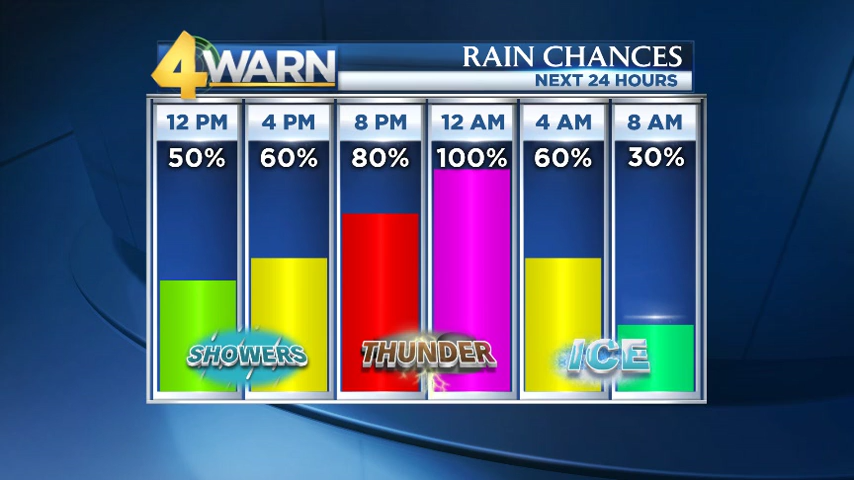 4WARN
RAIN CHANCES
NEXT 24 HOURS
12 PM 4 PM 8 PM 12 AM 4 AM 8 AM
50% 60% 80% 100% 60% 30%
SHOWERS THUNDER ICE